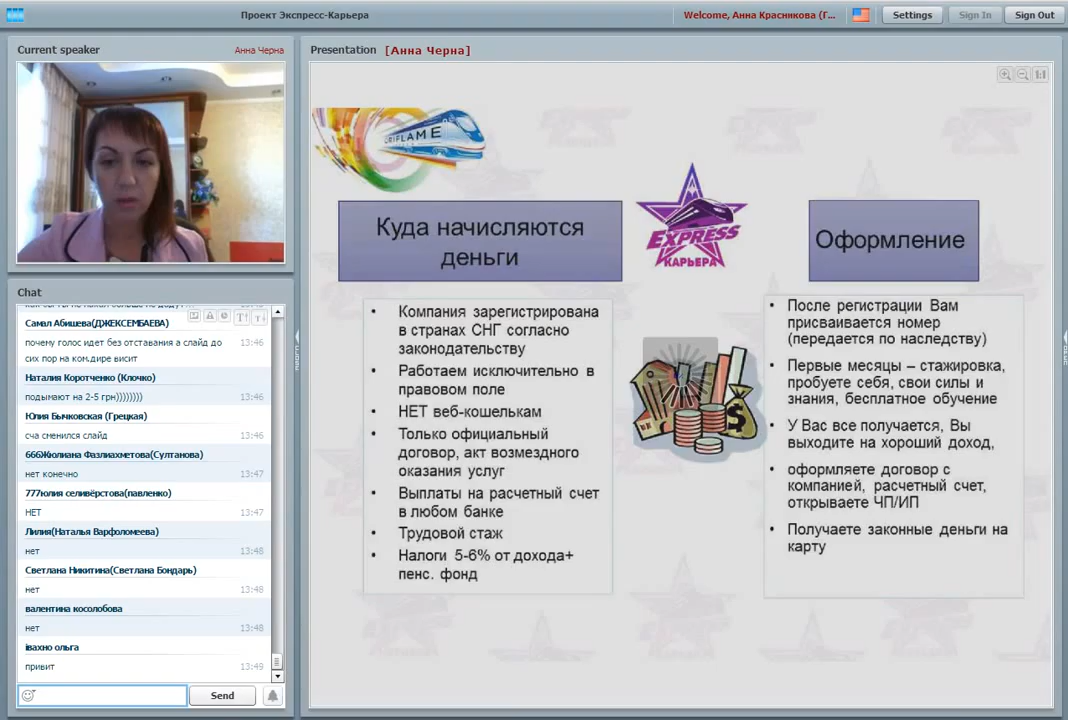 Проект Экспресс-Карьера
Welcome, Анна Красникова (Г...
Settings
Sign In
Sign Out
Current speaker
Анна Черна
Presentation
[Анна Черна]
1:1
ORIFLAME
Куда начисляются
деньги
EXPRESS
КАРЬЕРА
Оформление
• Компания зарегистрирована
в странах СНГ согласно
законодательству
• Работаем исключительно в
правовом поле
• НЕТ веб-кошелькам
• Только официальный
договор, акт возмездного
оказания услуг
• Выплаты на расчетный счет
в любом банке
• Трудовой стаж
• Налоги 5-6% от дохода+
пенс. фонд
• После регистрации Вам
присваивается номер
(передается по наследству)
• Первые месяцы – стажировка,
пробуете себя, свои силы и
знания, бесплатное обучение
• У Вас все получается, Вы
выходите на хороший доход,
• оформляете договор с
компанией, расчетный счет,
открываете ЧП/ИП
• Получаете законные деньги на
карту
Chat
Самал Абишева(ДЖЕКСЕМБАЕВА)
почему голос идет без отставания а слайд до
сих пор на ком.дире висит
13:46
Наталия Коротченко (Клочко)
подымают на 2-5 грн))))))))
13:46
Юлия Бычковская (Грецкая)
сча сменился слайд
13:46
666Жюлиана Фазлиахметова(Султанова)
нет конечно
13:47
777юлия селивёрстова(павленко)
НЕТ
13:47
Лилия(Наталья Варфоломеева)
нет
13:48
Светлана Никитина(Светлана Бондарь)
нет
13:48
валентина косолобова
нет
13:48
івахно ольга
привит
13:49
Send